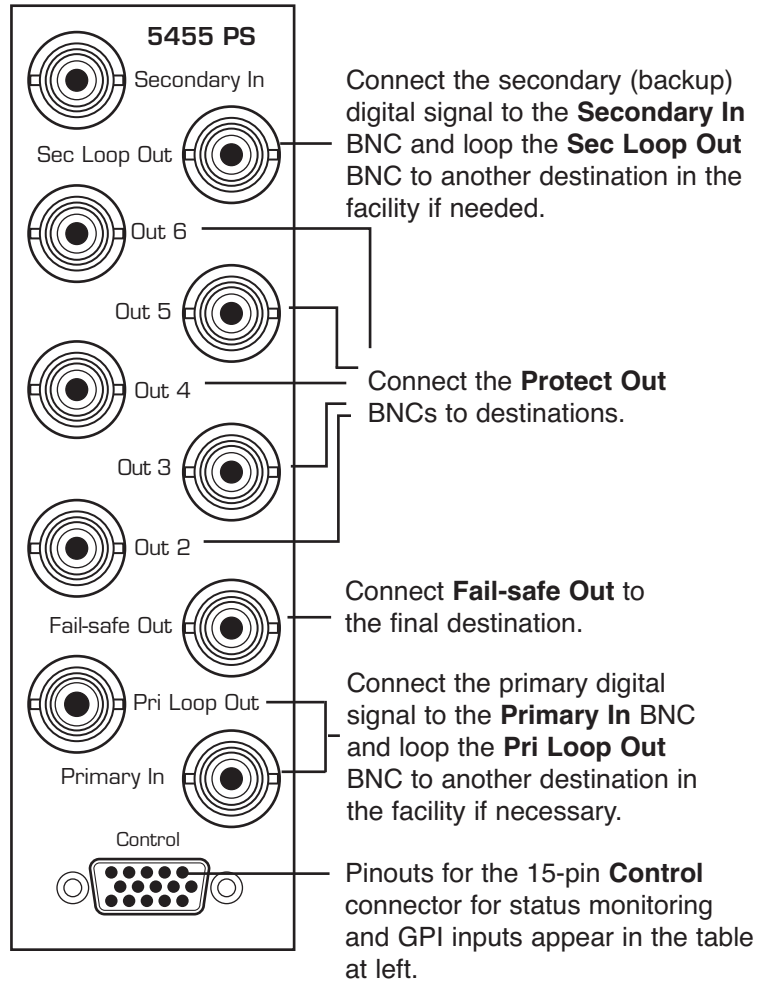 5455 PS
Secondary In
Sec Loop Out
Out 6
Out 5
Out 4
Out 3
Out 2
Fail-safe Out
Pri Loop Out
Primary In
Control
Connect the secondary (backup)
digital signal to the Secondary In
BNC and loop the Sec Loop Out
BNC to another destination in the
facility if needed.
Connect the Protect Out
BNCs to destinations.
Connect Fail-safe Out to
the final destination.
Connect the primary digital
signal to the Primary In BNC
and loop the Pri Loop Out
BNC to another destination in
the facility if necessary.
Pinouts for the 15-pin Control
connector for status monitoring
and GPI inputs appear in the table
at left.